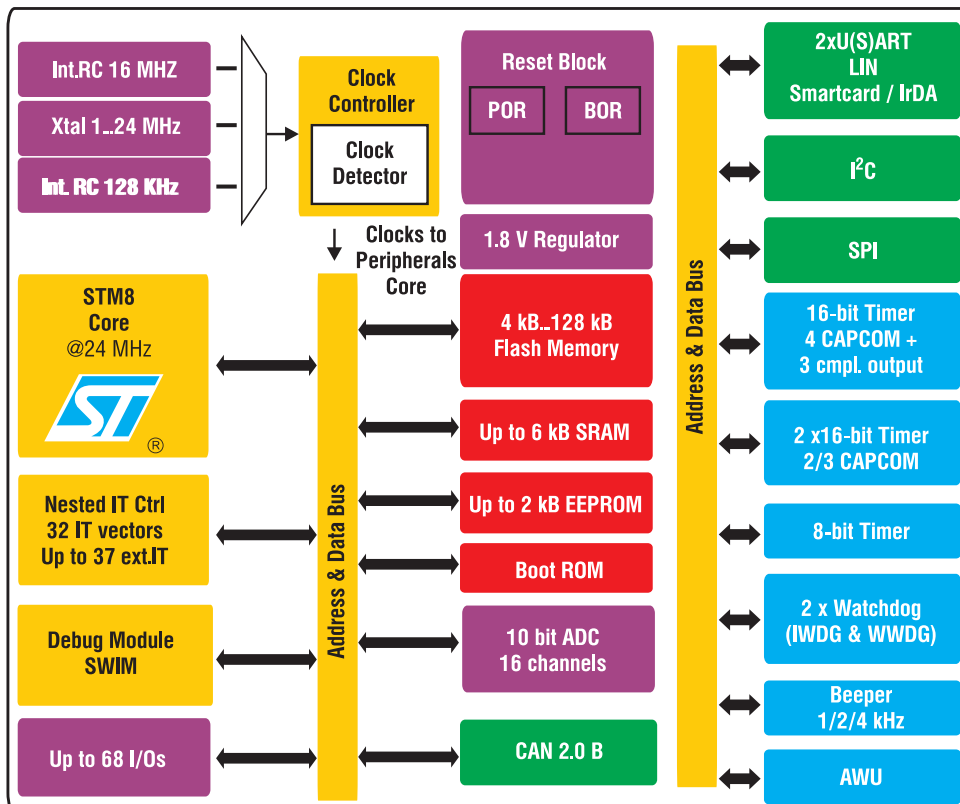 Int.RC 16 MHZ
Xtal 1...24 MHz
Int. RC 128 KHz
Clock
Controller
Clock
Detector
Clocks to
Peripherals
Core
Reset Block
POR
BOR
1.8 V Regulator
STM8
Core
@24 MHz
ST
®
Nested IT Ctrl
32 IT vectors
Up to 37 ext.IT
Debug Module
SWIM
Up to 68 I/Os
Address & Data Bus
4 kB...128 kB
Flash Memory
Up to 6 kB SRAM
Up to 2 kB EEPROM
Boot ROM
10 bit ADC
16 channels
CAN 2.0 B
Address & Data Bus
2xU(S)ART
LIN
Smartcard / IrDA
I²C
SPI
16-bit Timer
4 CAPCOM +
3 cmpl. output
2 x16-bit Timer
2/3 CAPCOM
8-bit Timer
2 x Watchdog
(IWDG & WWDG)
Beeper
1/2/4 kHz
AWU